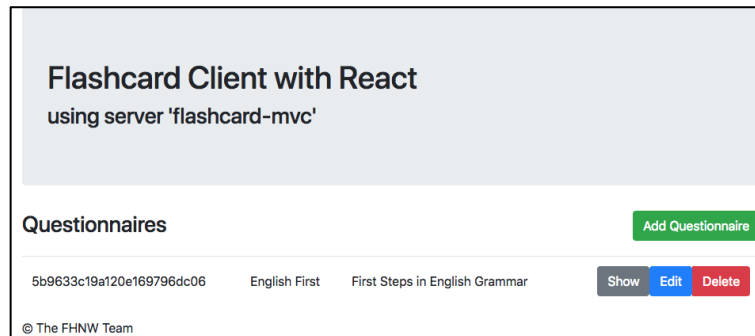 Flashcard Client with React
using server 'flashcard-mvc'
Questionnaires Add Questionnaire
5b9633c19a120e169796dc06 English First First Steps in English Grammar Show Edit Delete
© The FHNW Team